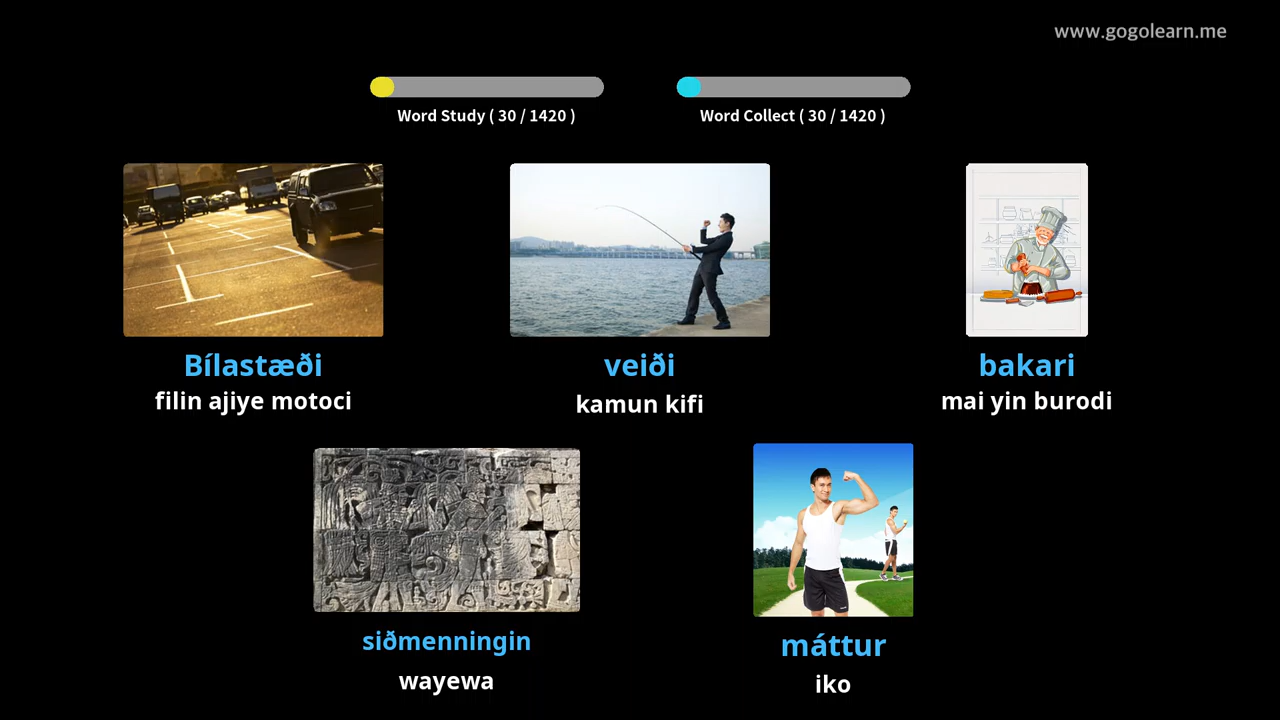 www.gogolearn.me
Word Study ( 30 / 1420 )
Word Collect ( 30 / 1420 )
Bílastæði
filin ajiye motoci
veiði
kamun kifi
bakari
mai yin burodi
siðmenningin
wayewa
máttur
iko